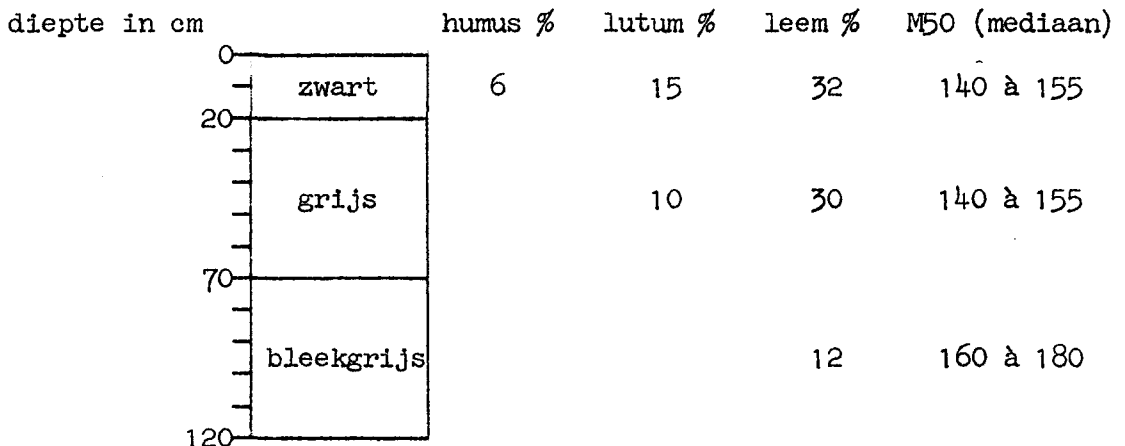 diepte in cm humus % lutum % leem % M50 (mediaan)
0
zwart 6 15 32 140 à 155
20
grijs 10 30 140 à 155
70
bleekgrijs 12 160 à 180
120